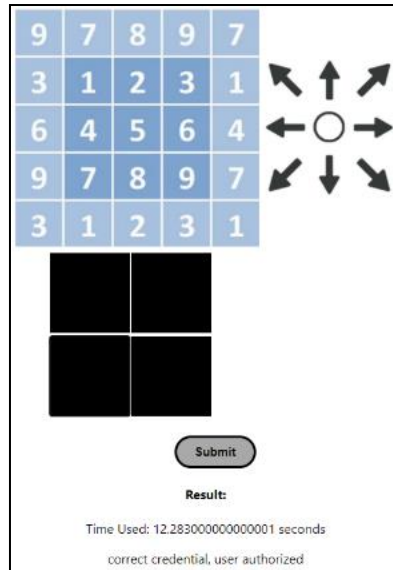 9 7 8 9 7
3 1 2 3 1
6 4 5 6 4
9 7 8 9 7
3 1 2 3 1
Submit
Result:
Time Used: 12.283000000000001 seconds
correct credential, user authorized